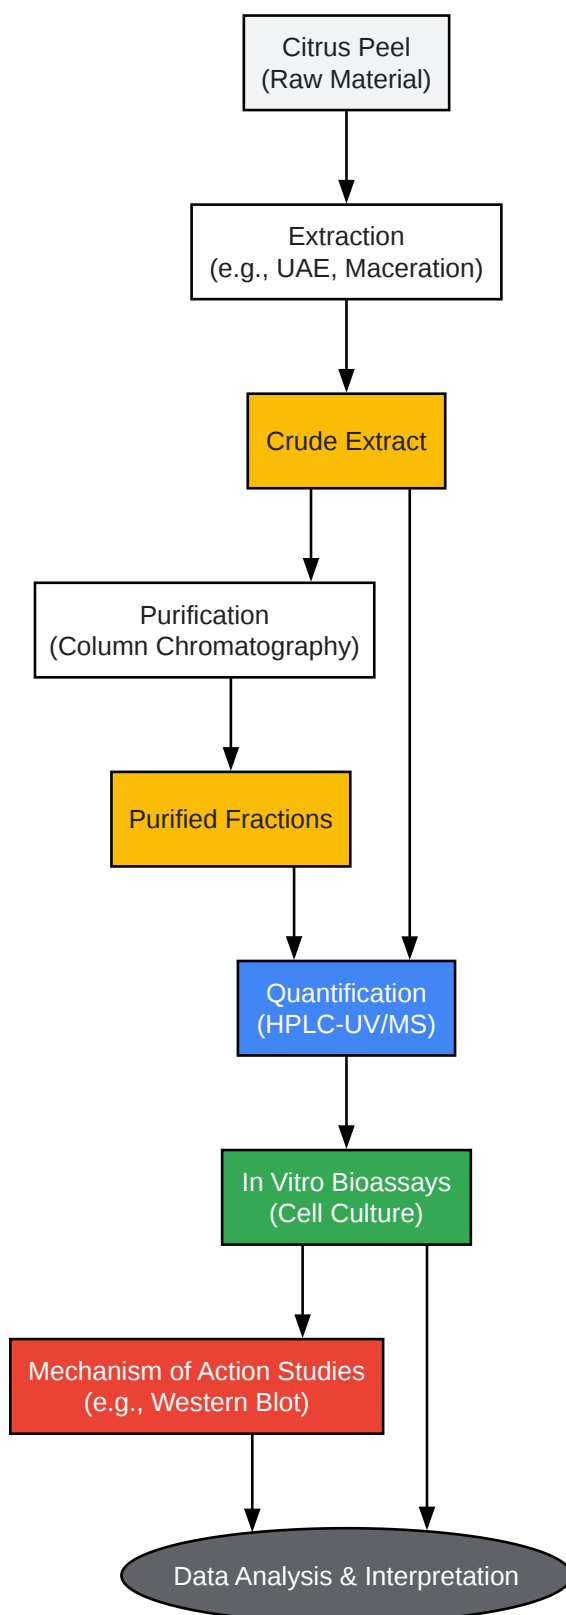 Citrus Peel
(Raw Material)
Extraction
(e.g., UAE, Maceration)
Crude Extract
Purification
(Column Chromatography)
Purified Fractions
Quantification
(HPLC-UV/MS)
In Vitro Bioassays
(Cell Culture)
Mechanism of Action Studies
(e.g., Western Blot)
Data Analysis & Interpretation